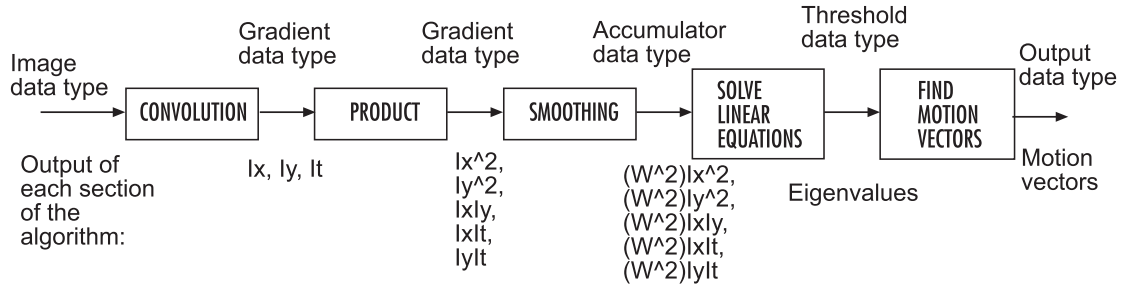 Image
data type
CONVOLUTION
Gradient
data type
PRODUCT
Gradient
data type
SMOOTHING
Accumulator
data type
SOLVE
LINEAR
EQUATIONS
Threshold
data type
FIND
MOTION
VECTORS
Output
data type
Output of
each section
of the
algorithm:
Ix, Iy, It
Ix^2,
Iy^2,
IxIy,
IxIt,
IyIt
(W^2)Ix^2,
(W^2)Iy^2,
(W^2)IxIy,
(W^2)IxIt,
(W^2)IyIt
Eigenvalues
Motion
vectors